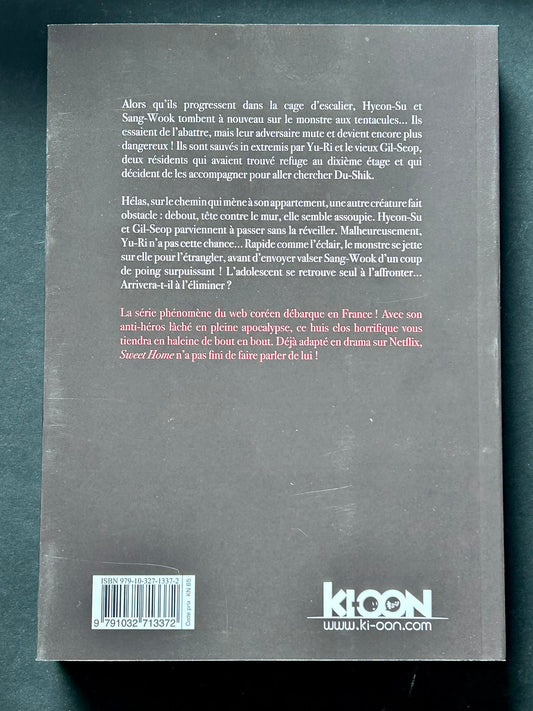 Alors qu'ils progressent dans la cage d'escalier, Hyeon-Su et
Sang-Wook tombent à nouveau sur le monstre aux tentacules... Ils
essaient de l'abattre, mais leur adversaire mute et devient encore plus
dangereux ! Ils sont sauvés in extremis par Yu-Ri et le vieux Gil-Seop,
deux résidents qui avaient trouvé refuge au dixième étage et qui
décident de les accompagner pour aller chercher Du-Shik.
Hélas, sur le chemin qui mène à son appartement, une autre créature fait
obstacle : debout, tête contre le mur, elle semble assoupie. Hyeon-Su
et Gil-Seop parviennent à passer sans la réveiller. Malheureusement,
Yu-Ri n'a pas cette chance... Rapide comme l'éclair, le monstre se jette
sur elle pour l'étrangler, avant d'envoyer valser Sang-Wook d'un coup
de poing surpuissant ! L'adolescent se retrouve seul à l'affronter...
Arrivera-t-il à l'éliminer ?
La série phénomène du web coréen débarque en France ! Avec son
anti-héros lâché en pleine apocalypse, ce huis clos horrifique vous
tiendra en haleine de bout en bout. Déjà adapté en drama sur Netflix,
Sweet Home n'a pas fini de faire parler de lui !
ISBN 979-10-327-1337-2
9 791032 713372
Code prix : KN 85
KI-OON
www.ki-oon.com